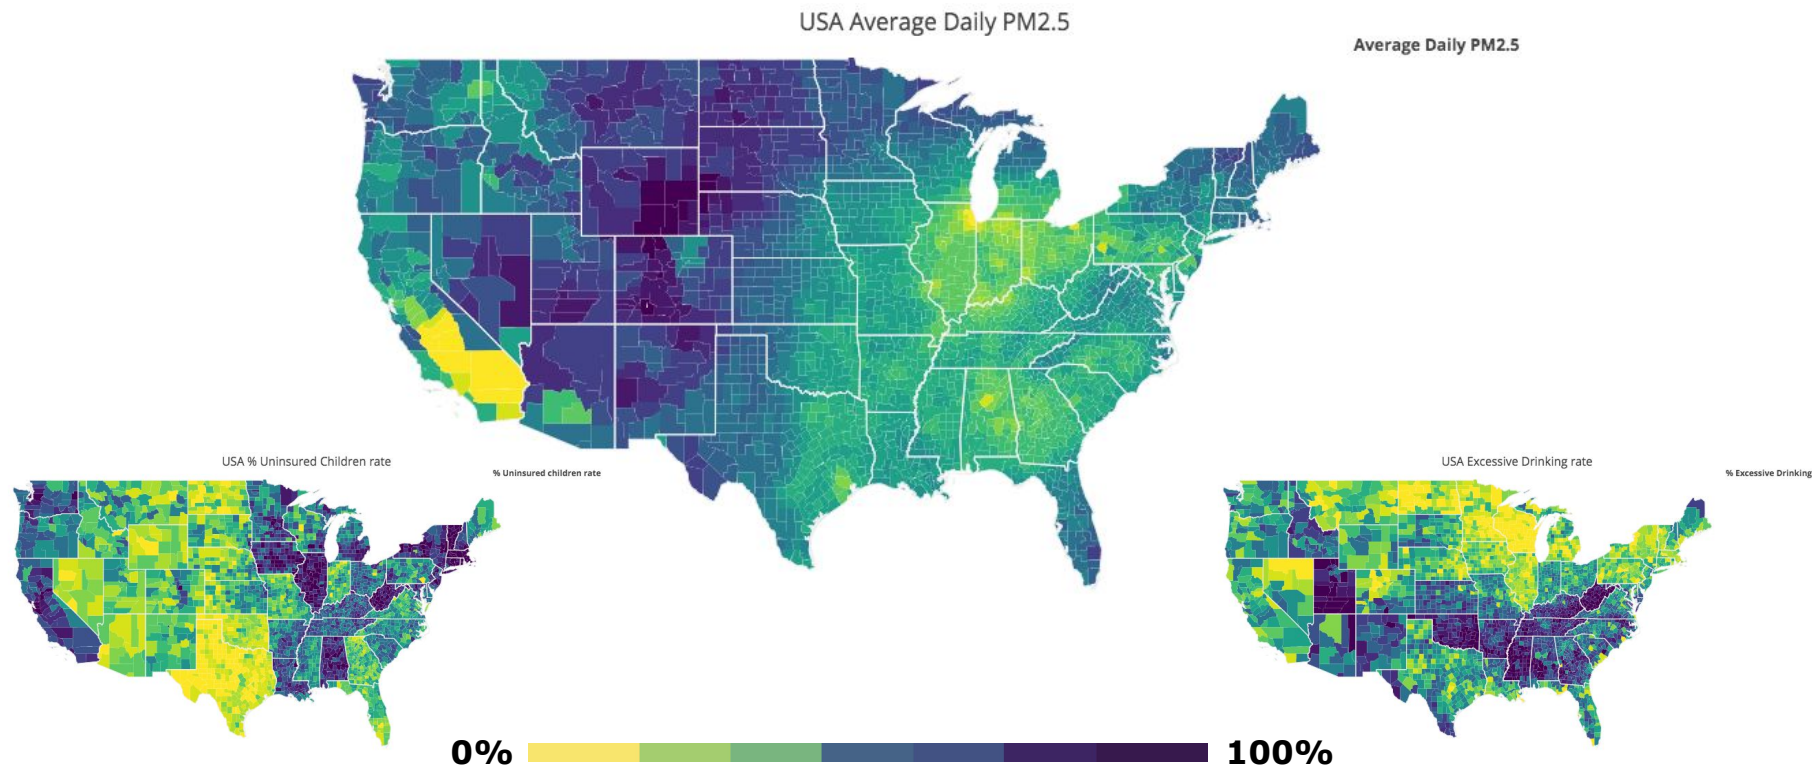 USA Average Daily PM2.5
Average Daily PM2.5
USA % Uninsured Children rate
% Uninsured children rate
USA Excessive Drinking rate
% Excessive Drinking
0% 100%